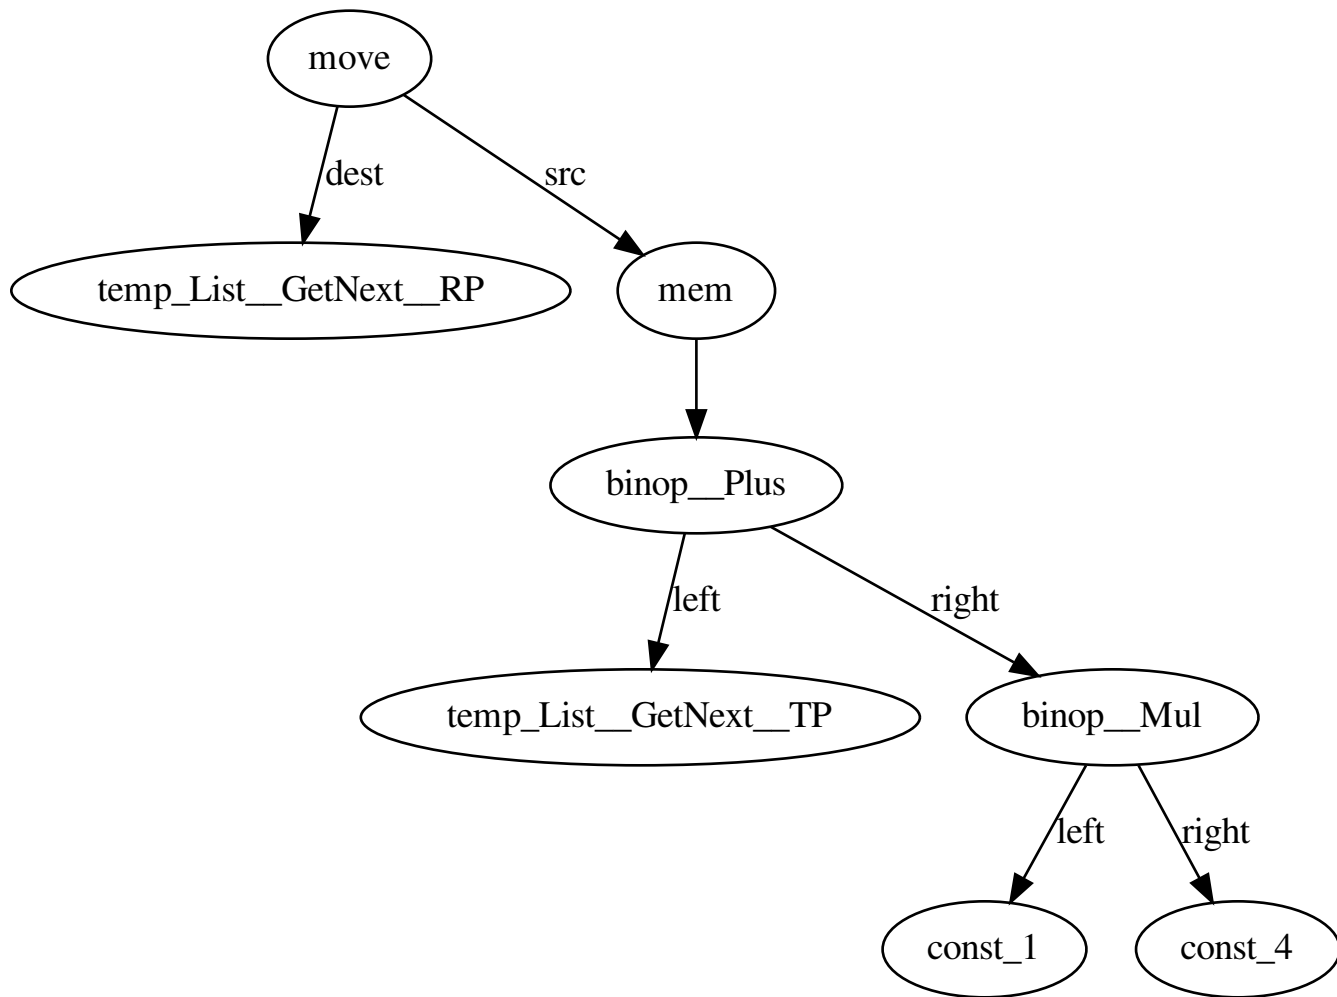 move
dest
src
temp_List__GetNext__RP
mem
binop__Plus
left
right
temp_List__GetNext__TP
binop__Mul
left
right
const_1
const_4